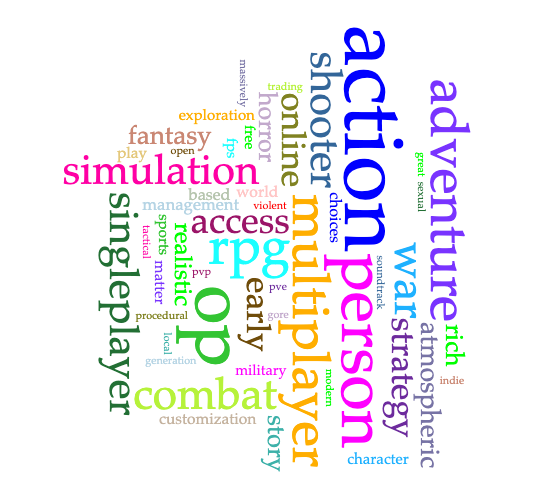 action
person
adventure
multiplayer
op
rpg
combat
simulation
singleplayer
shooter
online
access
war
strategy
early
fantasy
horror
realistic
atmospheric
story
rich
exploration
management
based
world
customization
character
military
choices
sports
matter
play
free
fps
open
massively
trading
violent
tactical
pvp
pve
procedural
local
generation
gore
modern
soundtrack
great
sexual
indie